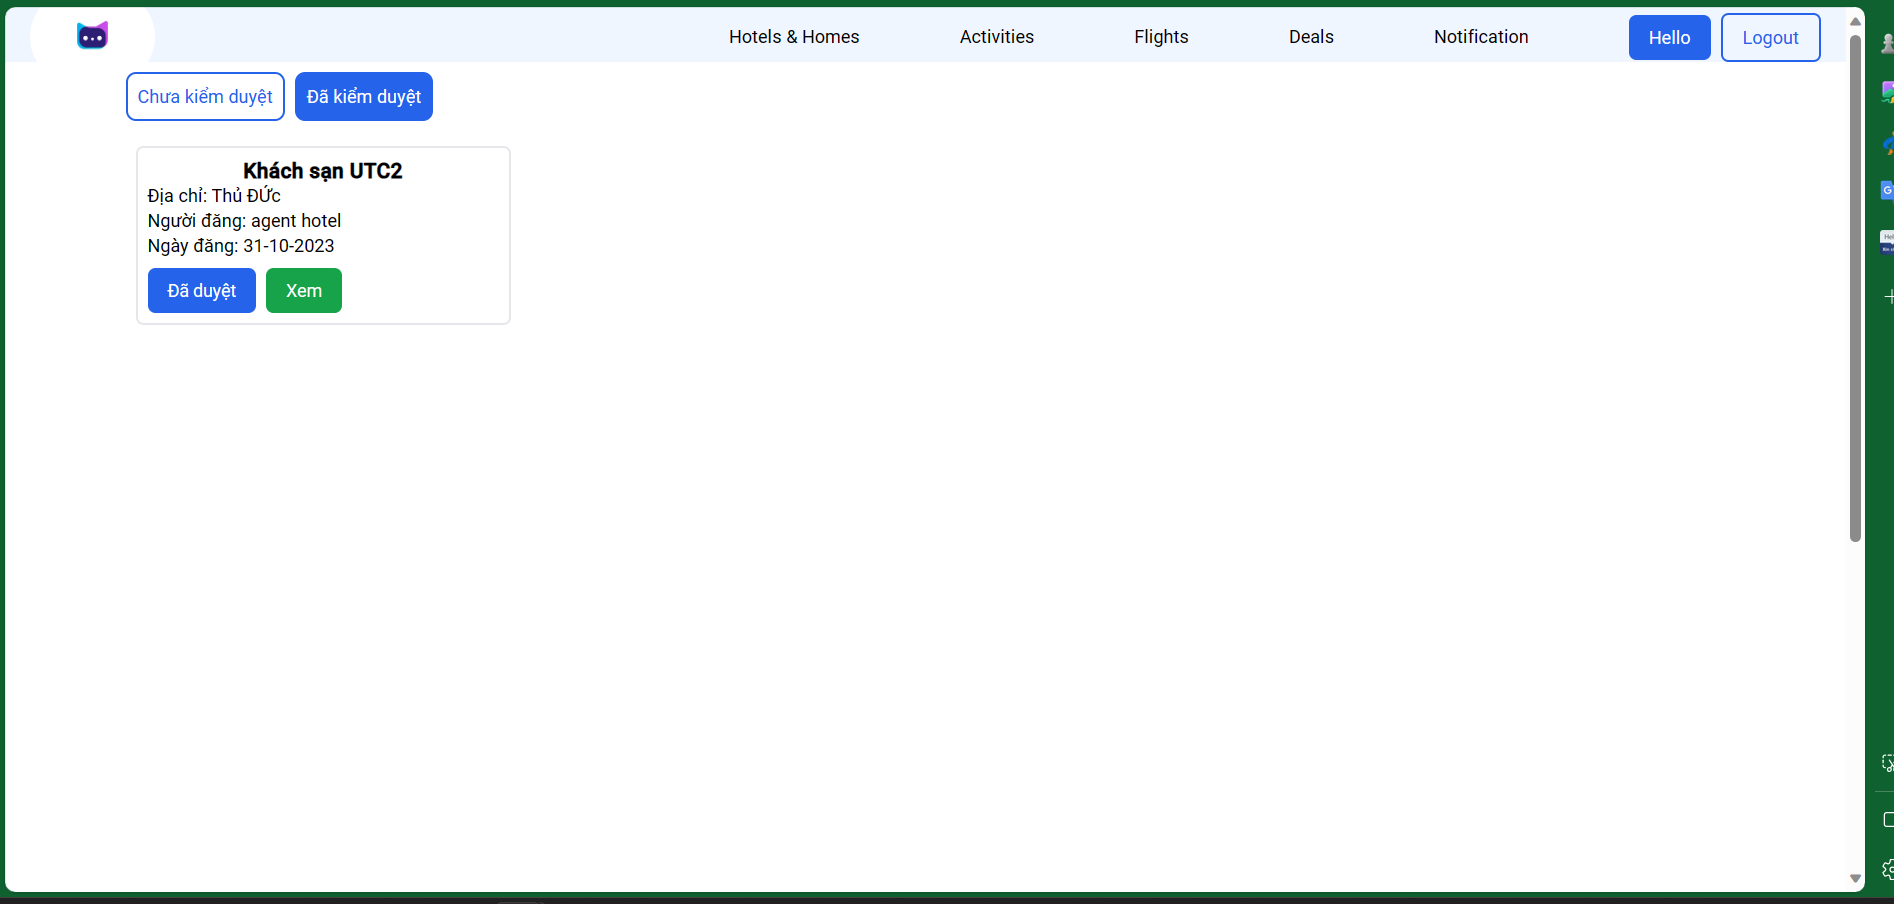 Hotels & Homes Activities Flights Deals Notification Hello Logout
Chưa kiểm duyệt Đã kiểm duyệt
Khách sạn UTC2
Địa chỉ: Thủ ĐỨc
Người đăng: agent hotel
Ngày đăng: 31-10-2023
Đã duyệt Xem